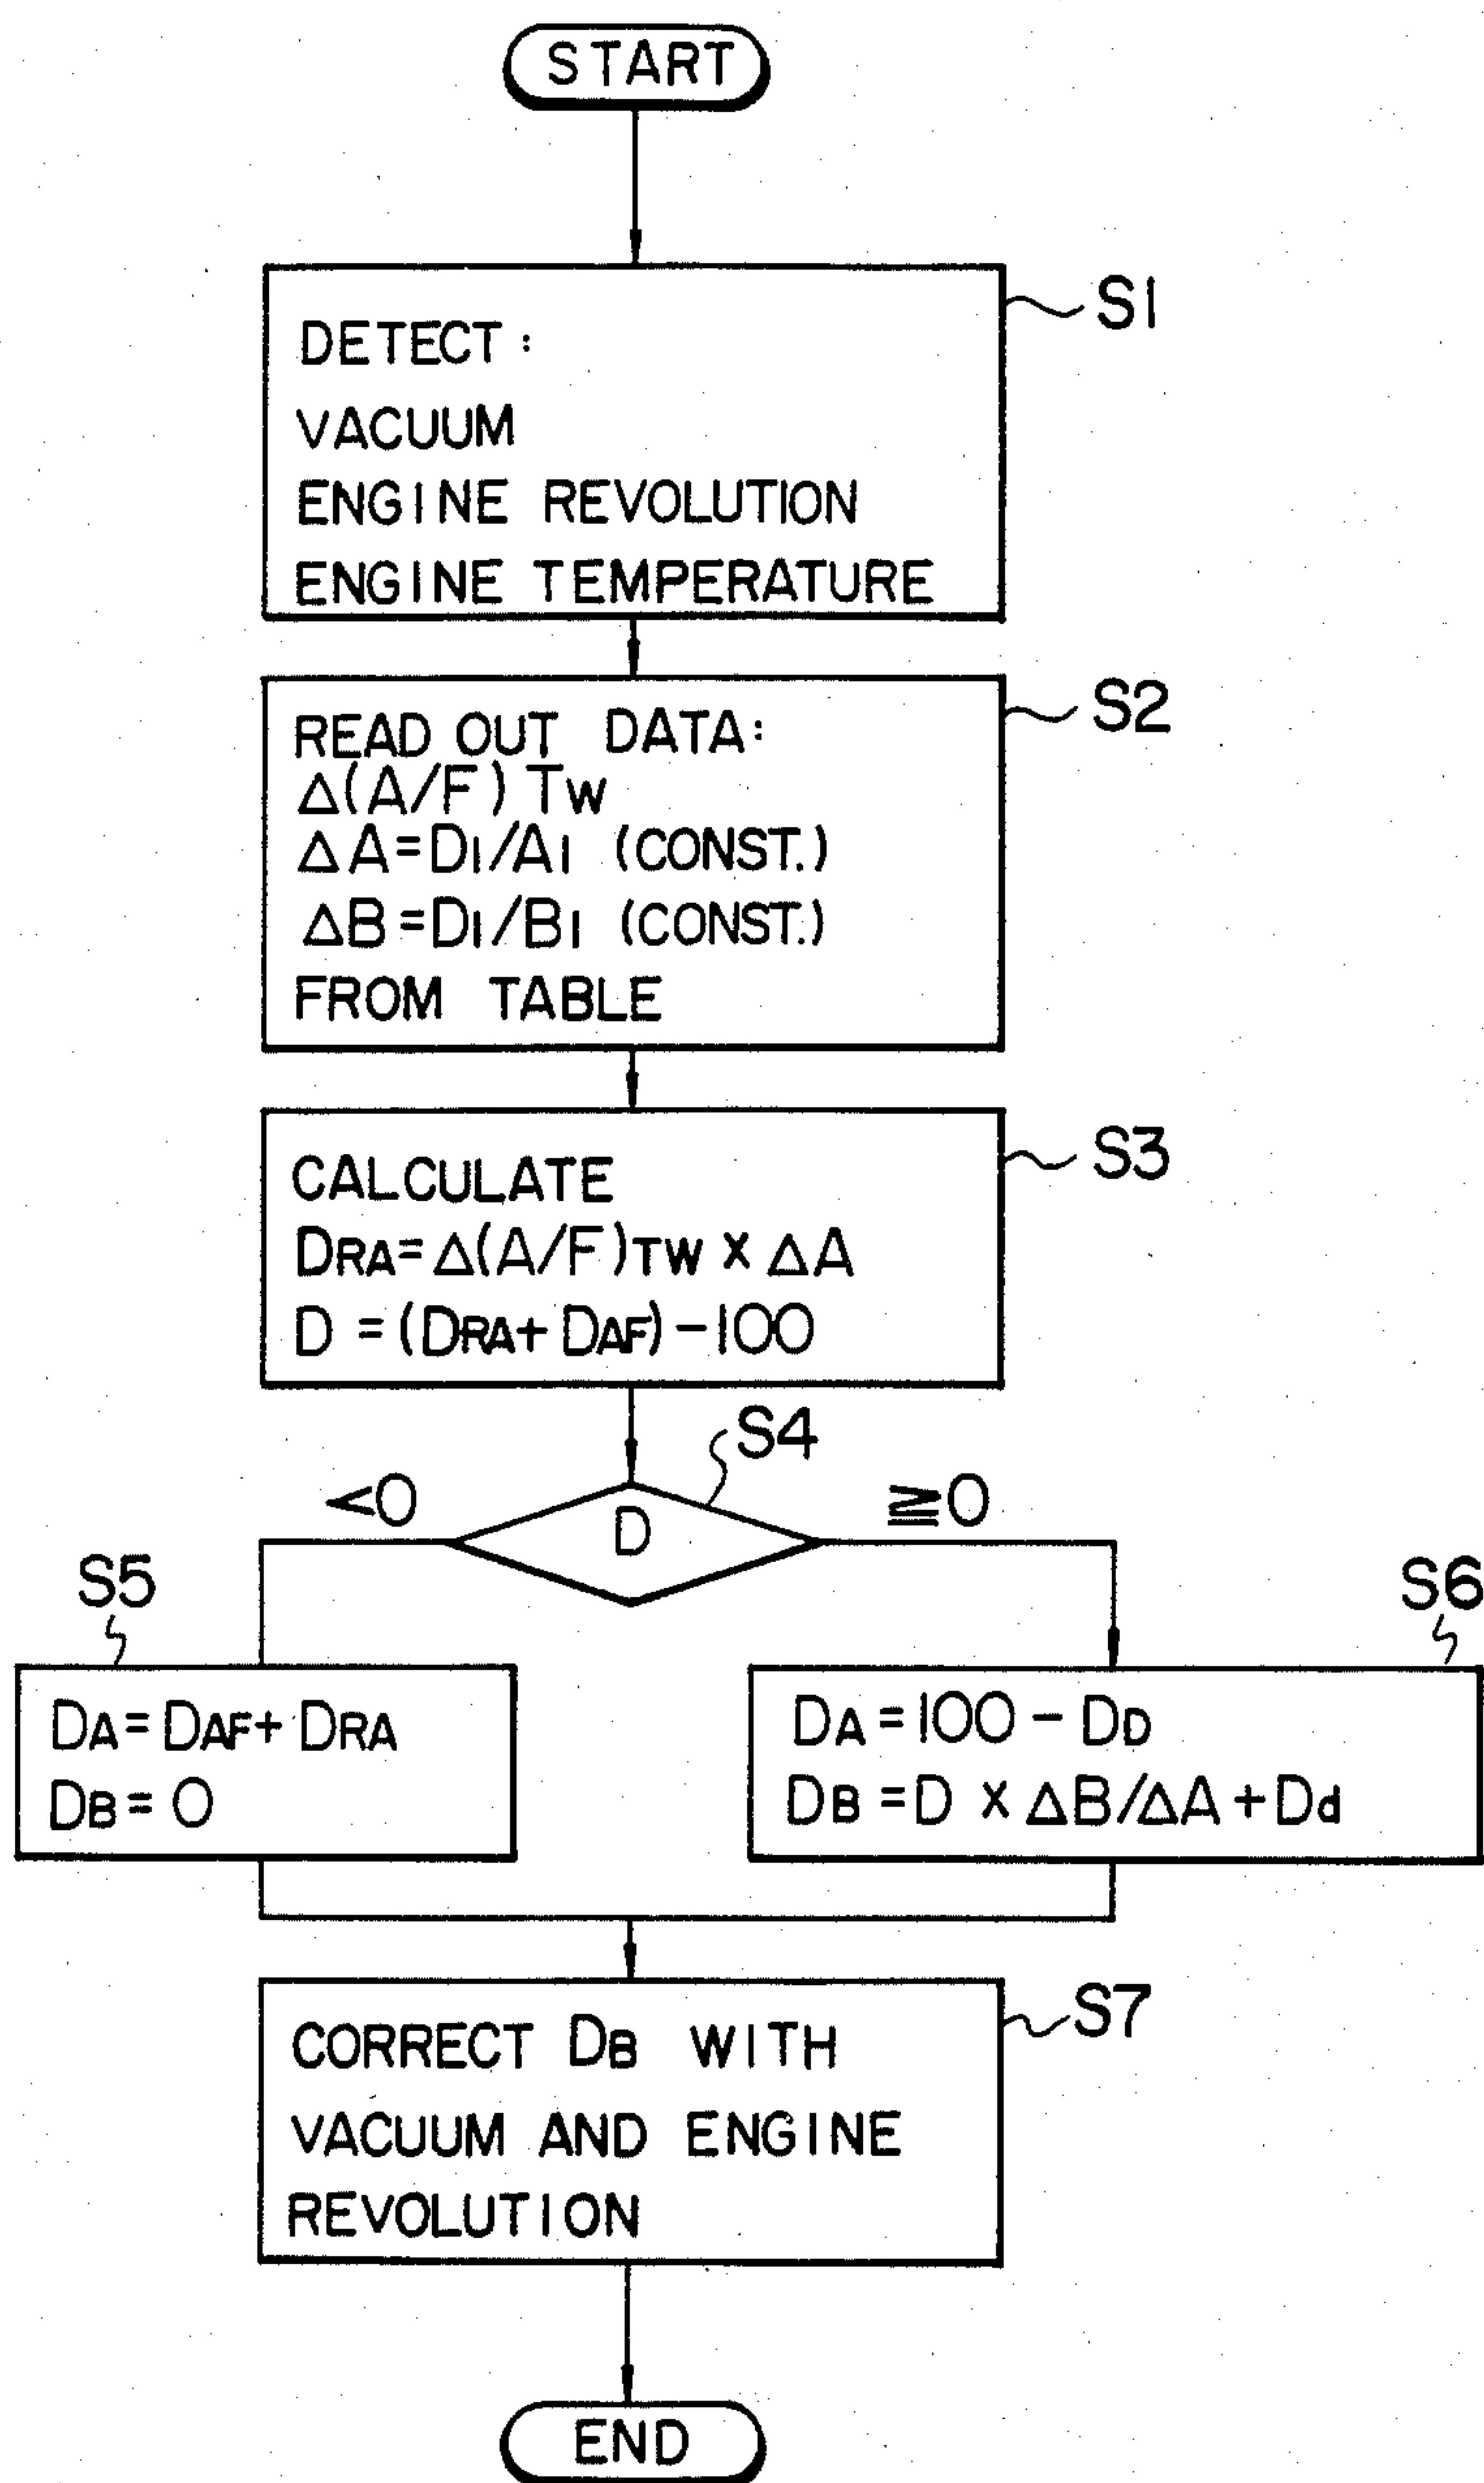 START
S1
DETECT:
VACUUM
ENGINE REVOLUTION
ENGINE TEMPERATURE
S2
READ OUT DATA:
Δ(A/F) TW
ΔA=D1/A1 (CONST.)
ΔB=D1/B1 (CONST.)
FROM TABLE
S3
CALCULATE
DRA=Δ(A/F)TW x ΔA
D =(DRA+DAF)-100
S4
<0
D
≧0
S5
DA=DAF+DRA
DB=0
S6
DA=100-DD
DB=D x ΔB/ΔA+Dd
S7
CORRECT DB WITH
VACUUM AND ENGINE
REVOLUTION
END